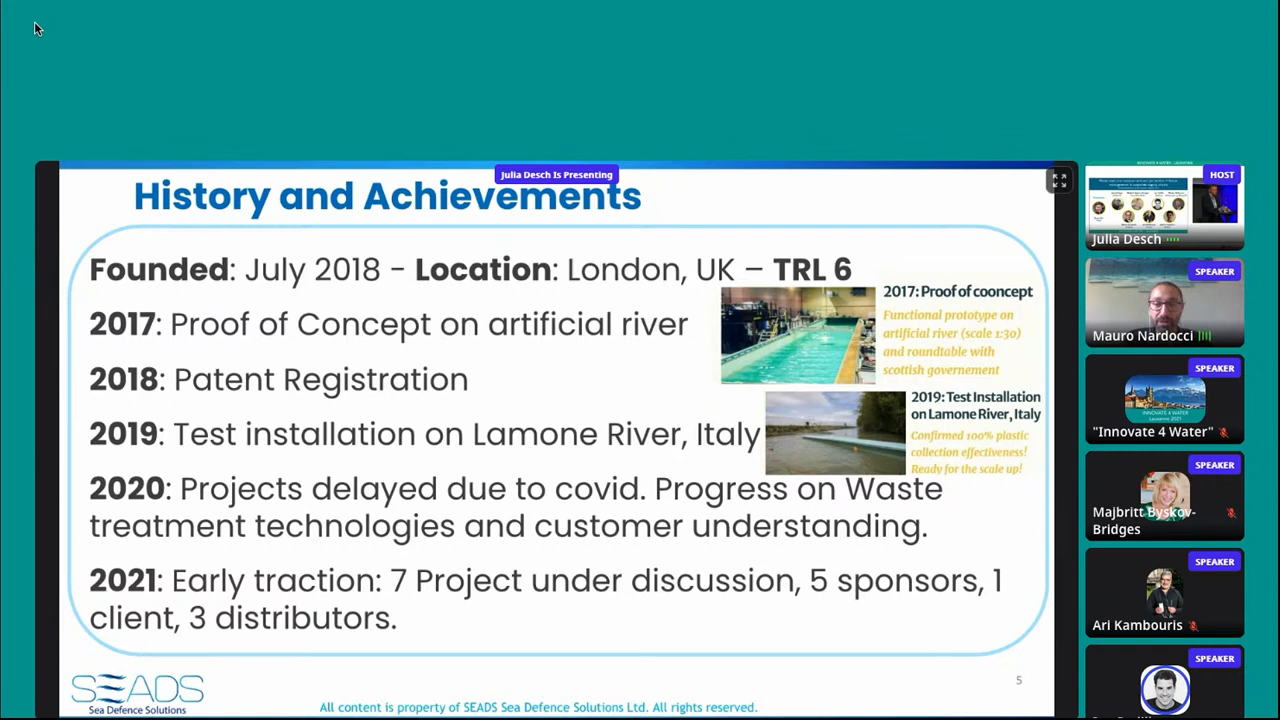 Julia Desch Is Presenting
History and Achievements
Founded: July 2018 - Location: London, UK – TRL 6
2017: Proof of Concept on artificial river
2018: Patent Registration
2019: Test installation on Lamone River, Italy
2020: Projects delayed due to covid. Progress on Waste
treatment technologies and customer understanding.
2021: Early traction: 7 Project under discussion, 5 sponsors, 1
client, 3 distributors.
2017: Proof of cooncept
Functional prototype on
artificial river (scale 1:30)
and roundtable with
scottish governement
2019: Test Installation
on Lamone River, Italy
Confirmed 100% plastic
collection effectiveness!
Ready for the scale up!
SEADS
Sea Defence Solutions
All content is property of SEADS Sea Defence Solutions Ltd. All rights reserved.
5
HOST
Julia Desch
SPEAKER
Mauro Nardocci
SPEAKER
INNOVATE 4 WATER
Lausanne 2021
"Innovate 4 Water"
SPEAKER
Majbritt Byskov-
Bridges
SPEAKER
Ari Kambouris
SPEAKER